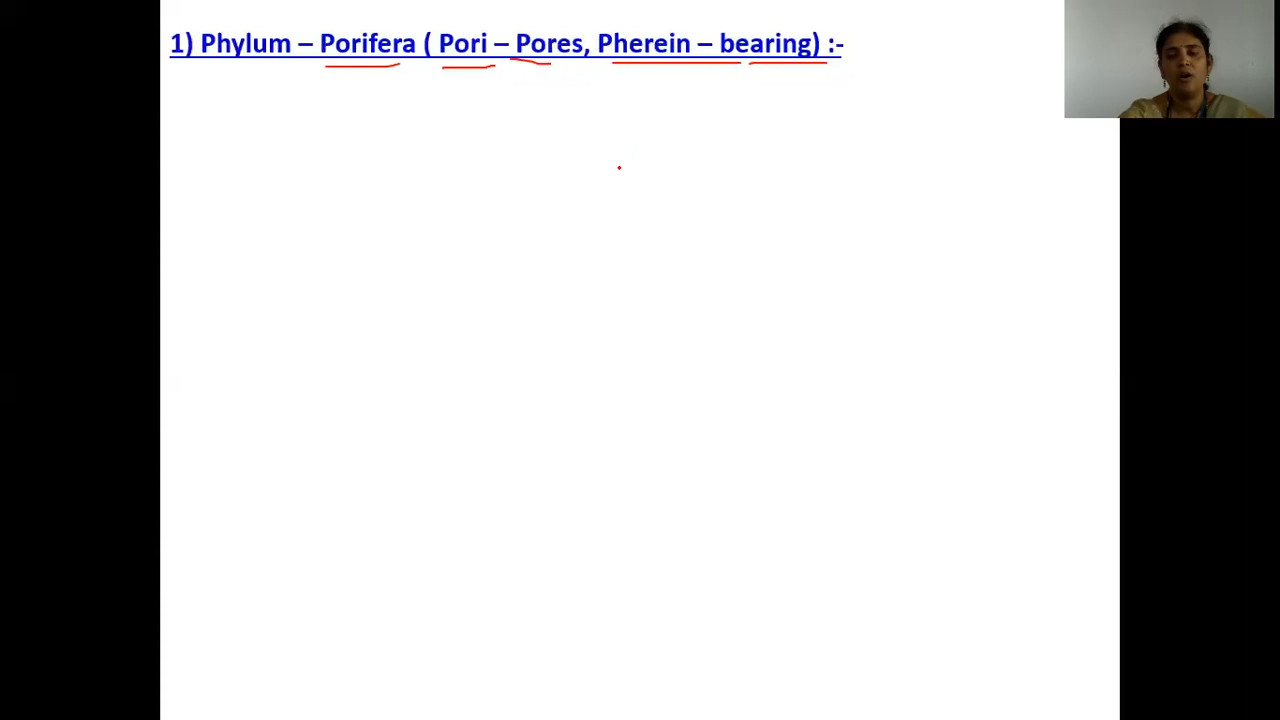 1) Phylum – Porifera ( Pori – Pores, Pherein – bearing) :-